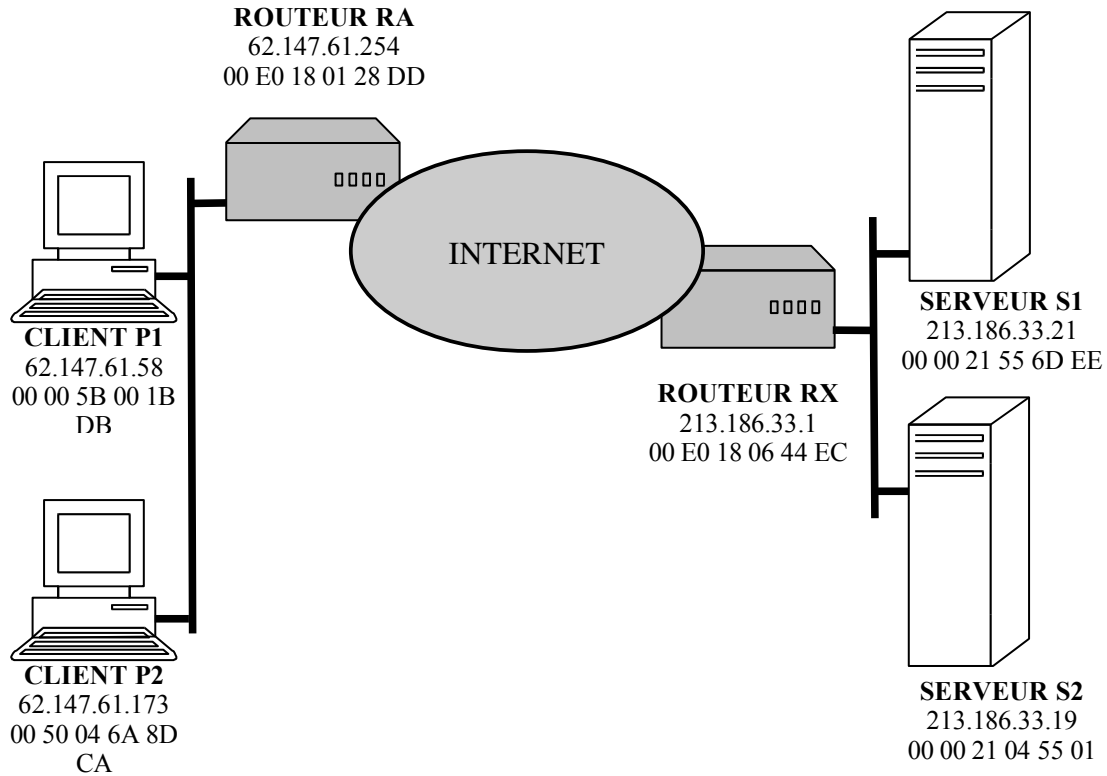 ROUTEUR RA
62.147.61.254
00 E0 18 01 28 DD
INTERNET
CLIENT P1
62.147.61.58
00 00 5B 00 1B
DB
SERVEUR S1
213.186.33.21
00 00 21 55 6D EE
ROUTEUR RX
213.186.33.1
00 E0 18 06 44 EC
CLIENT P2
62.147.61.173
00 50 04 6A 8D
CA
SERVEUR S2
213.186.33.19
00 00 21 04 55 01